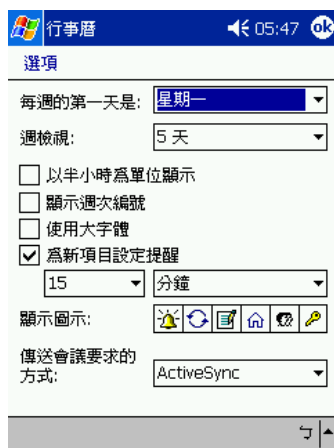 行事曆 05:47 ok
選項
每週的第一天是: 星期一
週檢視: 5 天
以半小時爲單位顯示
顯示週次編號
使用大字體
爲新項目設定提醒
15 分鐘
顯示圖示:
傳送會議要求的
方式: ActiveSync
ㄅ